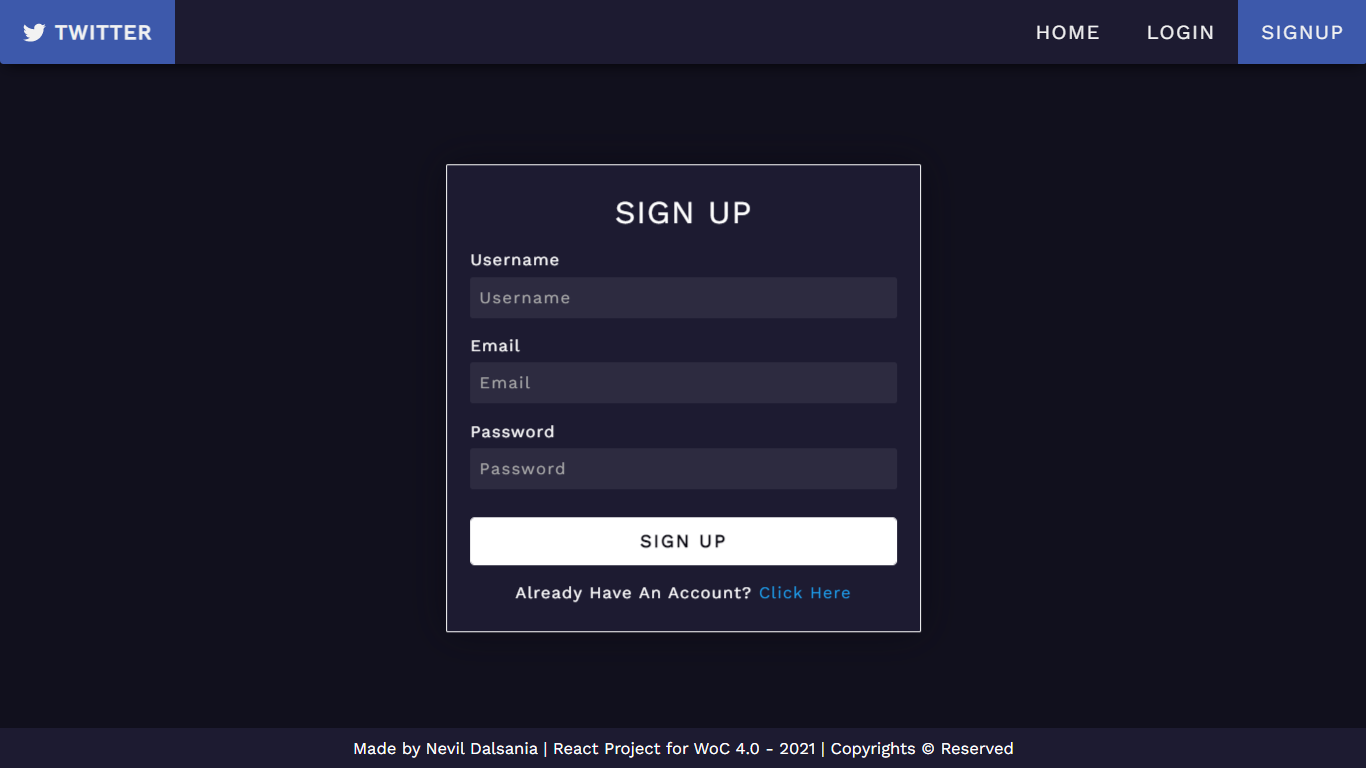 TWITTER HOME LOGIN SIGNUP
SIGN UP
Username
Username
Email
Email
Password
Password
SIGN UP
Already Have An Account? Click Here
Made by Nevil Dalsania | React Project for WoC 4.0 - 2021 | Copyrights © Reserved